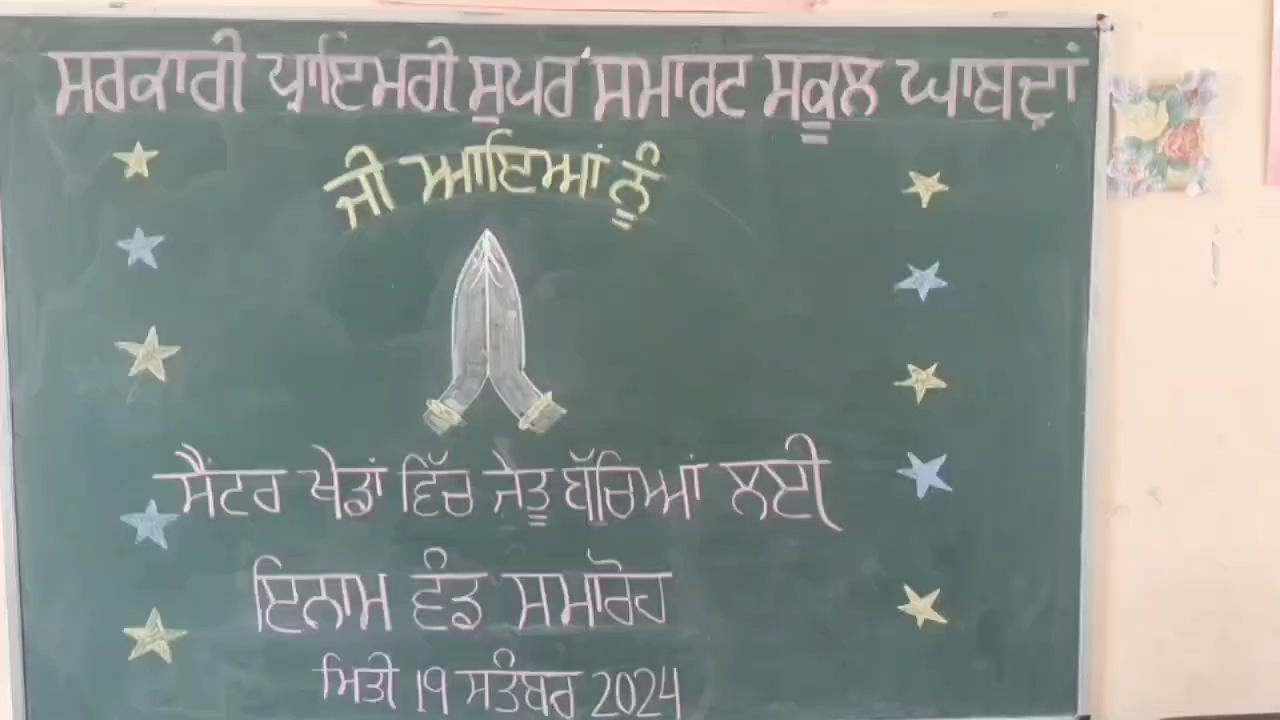 ਸਰਕਾਰੀ ਪ੍ਰਾਇਮਰੀ ਸੁਪਰ ਸਮਾਰਟ ਸਕੂਲ ਘਾਬਦਾਂ
ਜੀ ਆਇਆਂ ਨੂੰ
ਸੈਂਟਰ ਖੇਡਾਂ ਵਿੱਚ ਜੇਤੂ ਬੱਚਿਆਂ ਲਈ
ਇਨਾਮ ਵੰਡ ਸਮਾਰੋਹ
ਮਿਤੀ 19 ਸਤੰਬਰ 2024